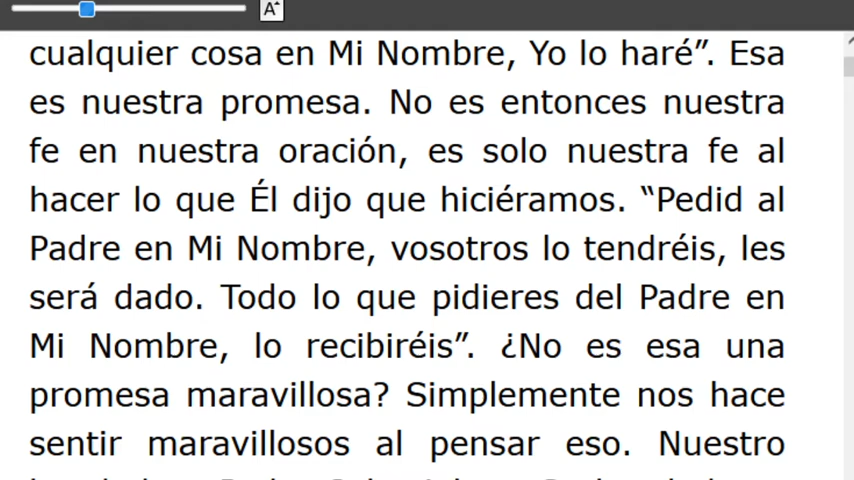 A
cualquier cosa en Mi Nombre, Yo lo haré”. Esa
es nuestra promesa. No es entonces nuestra
fe en nuestra oración, es solo nuestra fe al
hacer lo que Él dijo que hiciéramos. “Pedid al
Padre en Mi Nombre, vosotros lo tendréis, les
será dado. Todo lo que pidieres del Padre en
Mi Nombre, lo recibiréis”. ¿No es esa una
promesa maravillosa? Simplemente nos hace
sentir maravillosos al pensar eso. Nuestro